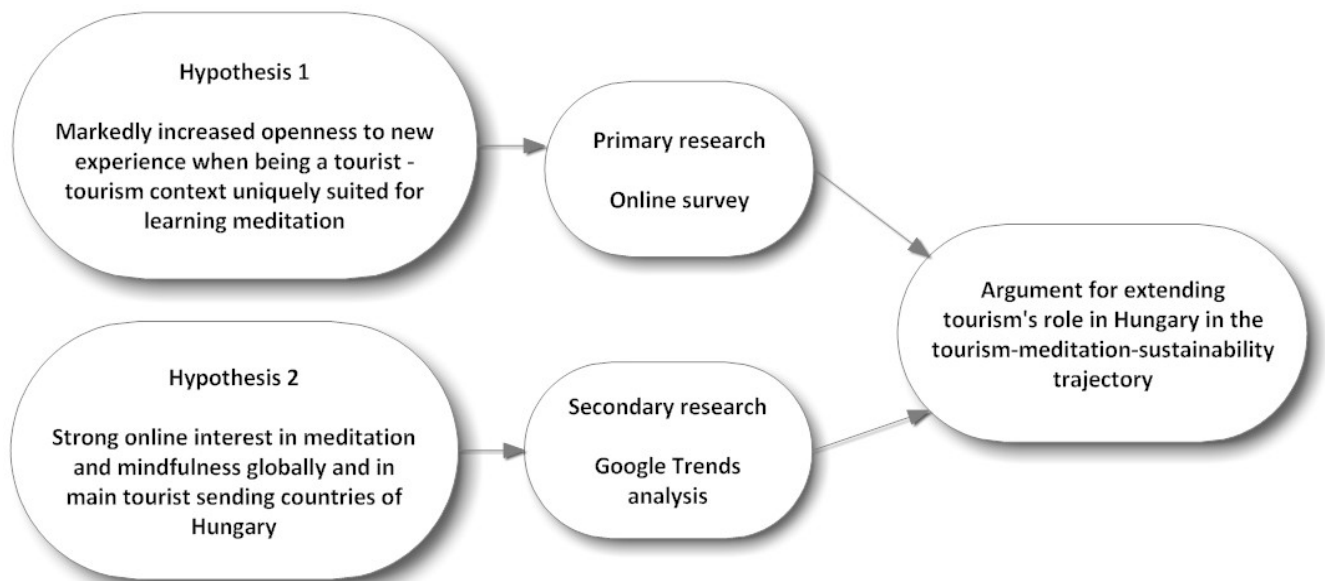 Hypothesis 1
Markedly increased openness to new
experience when being a tourist -
tourism context uniquely suited for
learning meditation
Primary research
Online survey
Hypothesis 2
Strong online interest in meditation
and mindfulness globally and in
main tourist sending countries of
Hungary
Secondary research
Google Trends
analysis
Argument for extending
tourism's role in Hungary in the
tourism-meditation-sustainability
trajectory